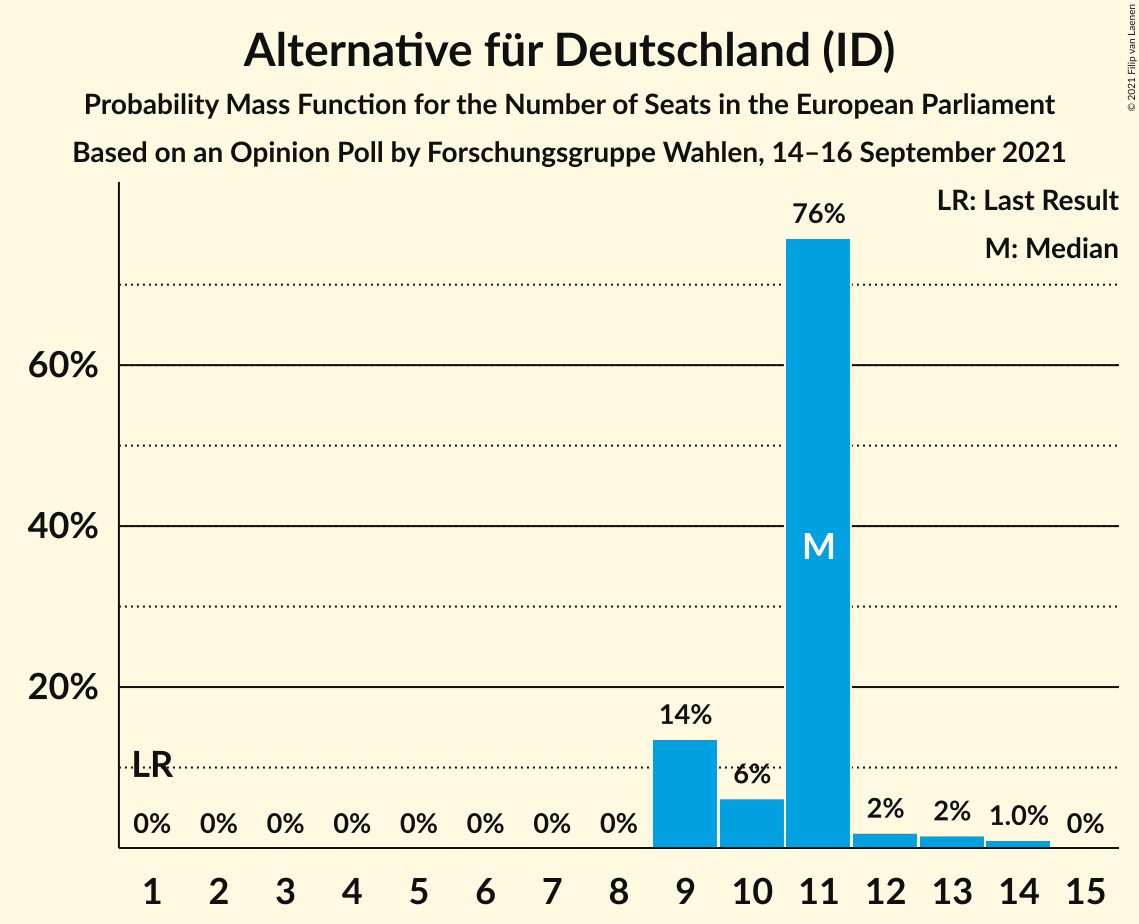 Alternative für Deutschland (ID)
Probability Mass Function for the Number of Seats in the European Parliament
Based on an Opinion Poll by Forschungsgruppe Wahlen, 14–16 September 2021
© 2021 Filip van Laenen
LR: Last Result
M: Median
76%
60%
40%
M
20%
14%
LR
6%
0% 0% 0% 0% 0% 0% 0% 0% 2% 2% 1.0% 0%
1 2 3 4 5 6 7 8 9 10 11 12 13 14 15